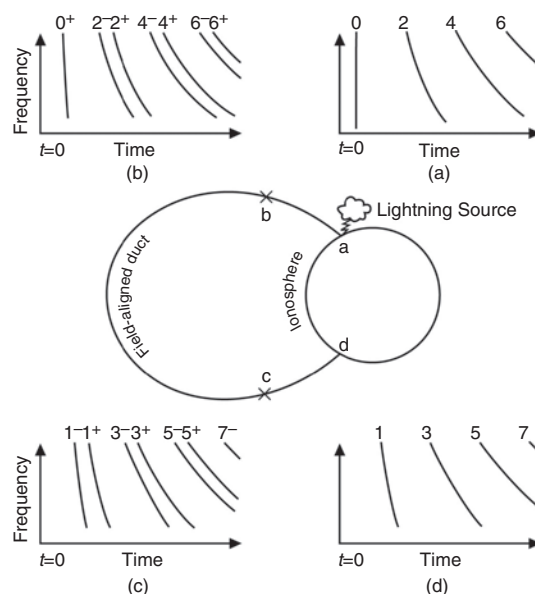 0+ 2−2+ 4−4+ 6−6+
Frequency
t=0 Time
(b)
0 2 4 6
t=0 Time
(a)
b
Lightning Source
a
Field-aligned duct
Ionosphere
c
d
1−1+ 3−3+ 5−5+ 7−
Frequency
t=0 Time
(c)
1 3 5 7
t=0 Time
(d)